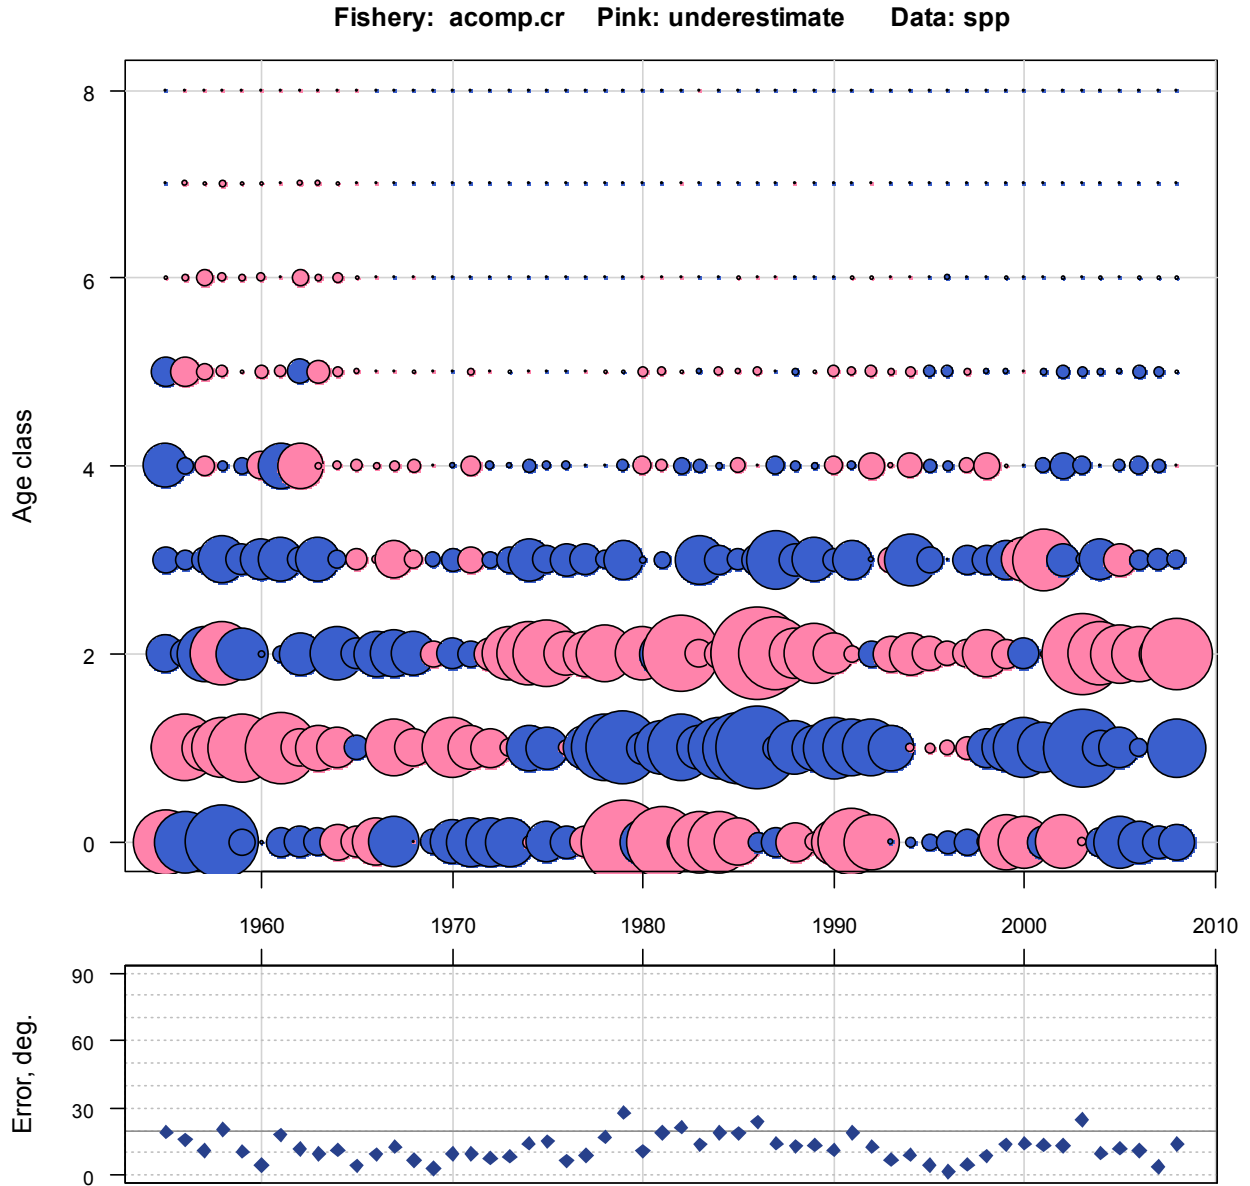 Fishery: acomp.cr Pink: underestimate Data: spp
8
6
Age class
4
2
0
1960 1970 1980 1990 2000 2010
90
60
Error, deg.
30
0